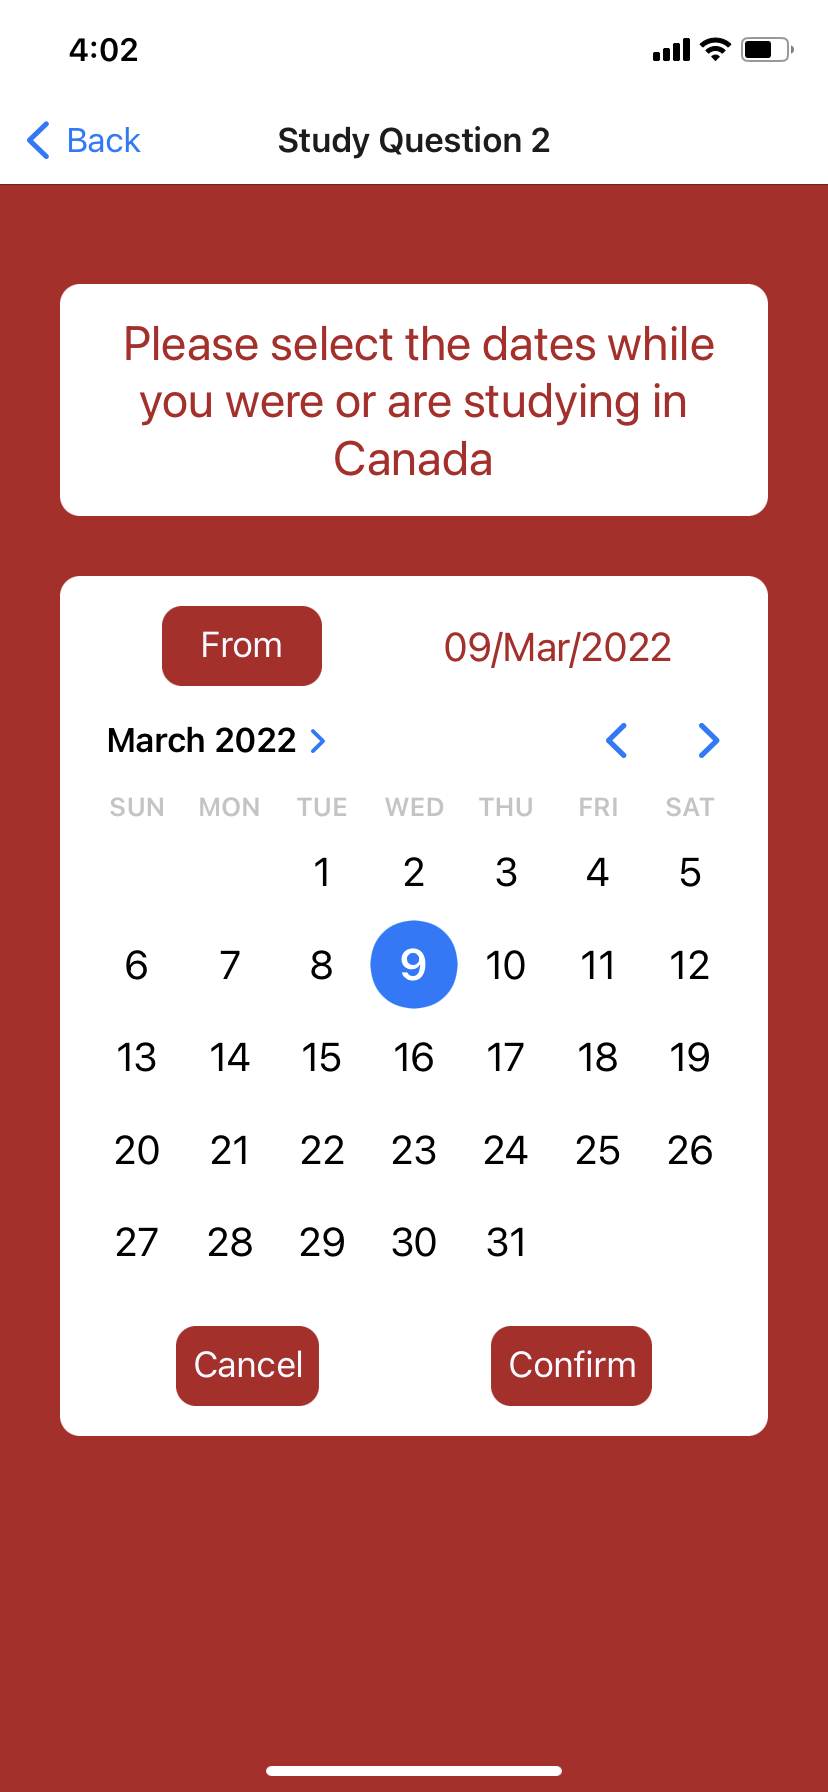 4:02
Back Study Question 2
Please select the dates while
you were or are studying in
Canada
From 09/Mar/2022
March 2022
SUN MON TUE WED THU FRI SAT
1 2 3 4 5
6 7 8 9 10 11 12
13 14 15 16 17 18 19
20 21 22 23 24 25 26
27 28 29 30 31
Cancel Confirm